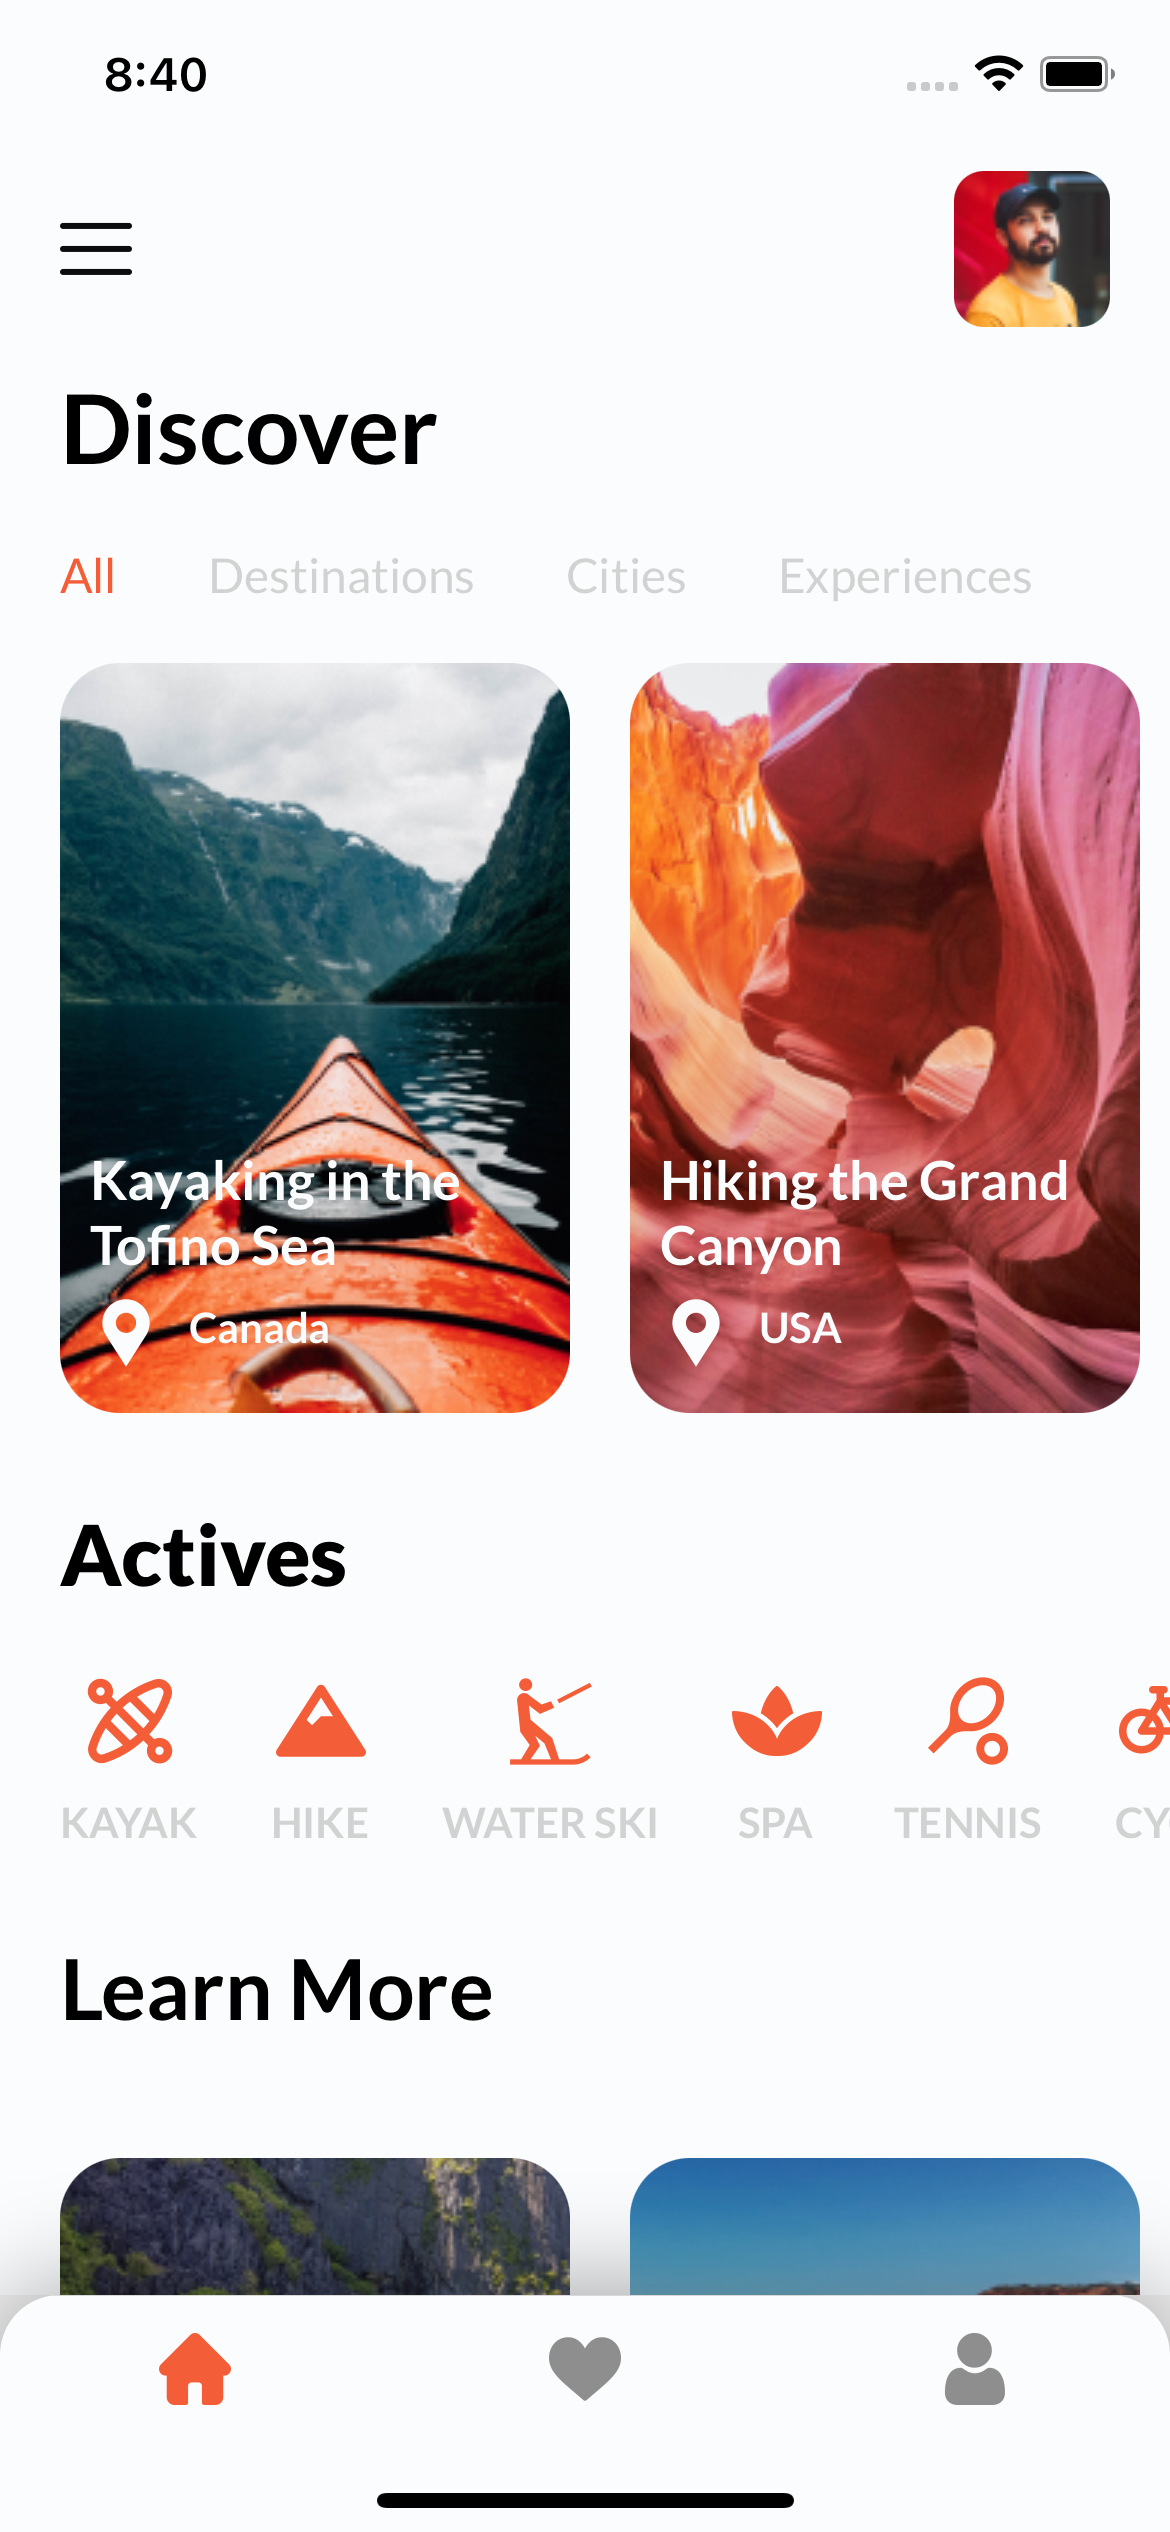 8:40
Discover
All Destinations Cities Experiences
Kayaking in the
Tofino Sea
Canada
Hiking the Grand
Canyon
USA
Actives
KAYAK HIKE WATER SKI SPA TENNIS CY
Learn More